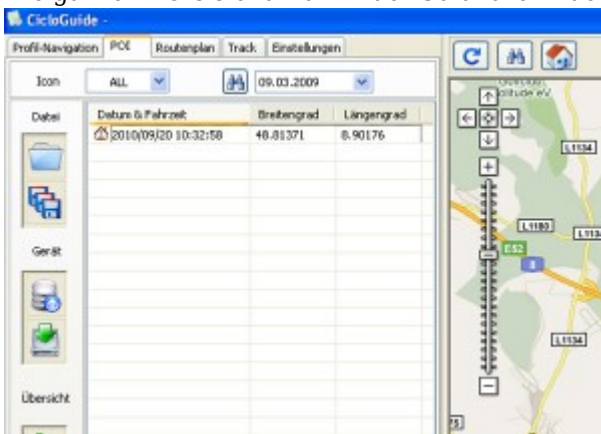 CicloGuide -
Profil-Navigation POI Routenplan Track Einstellungen
Icon ALL 09.03.2009
Datei Datum & Fahrzeit Breitengrad Längengrad
2010/09/20 10:32:58 48.81371 8.90176
Gerät
Übersicht
L1134
L1180
E52
8
L1134